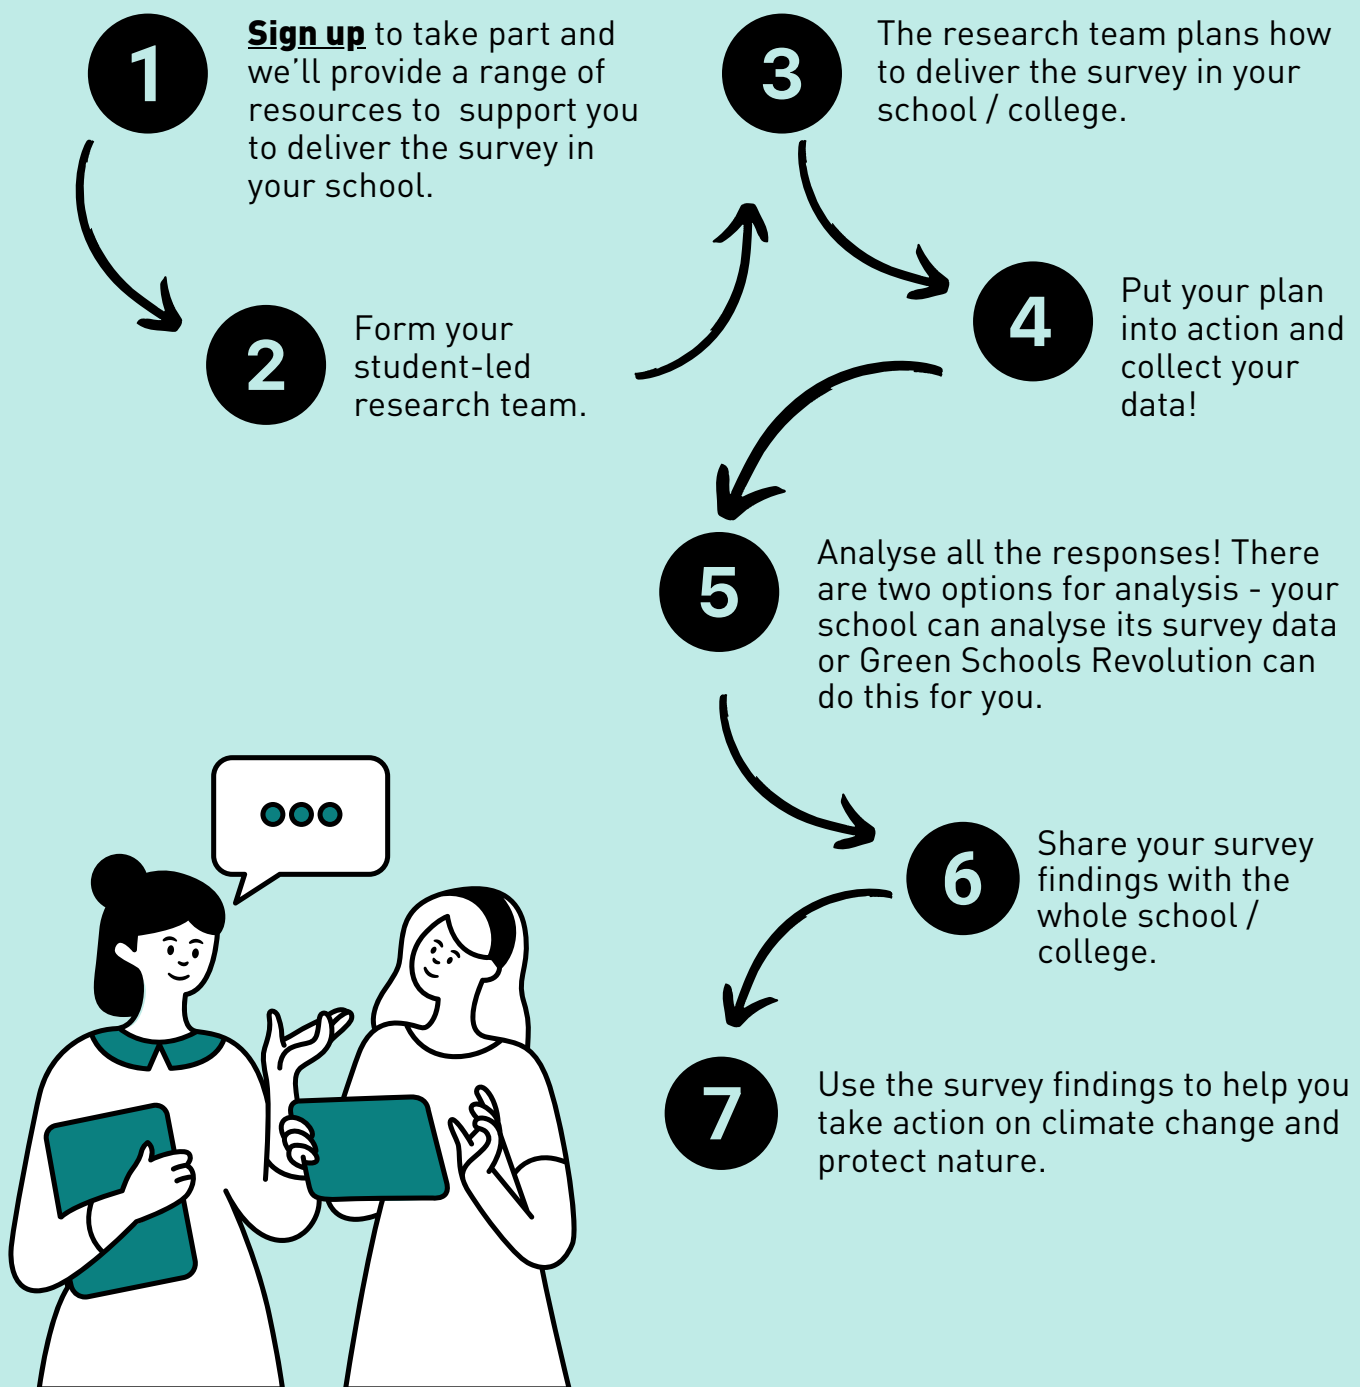 1
Sign up to take part and
we'll provide a range of
resources to  support you
to deliver the survey in
your school.
2
Form your
student-led
research team.
3
The research team plans how
to deliver the survey in your
school / college.
4
Put your plan
into action and
collect your
data!
5
Analyse all the responses! There
are two options for analysis - your
school can analyse its survey data
or Green Schools Revolution can
do this for you.
6
Share your survey
findings with the
whole school /
college.
7
Use the survey findings to help you
take action on climate change and
protect nature.